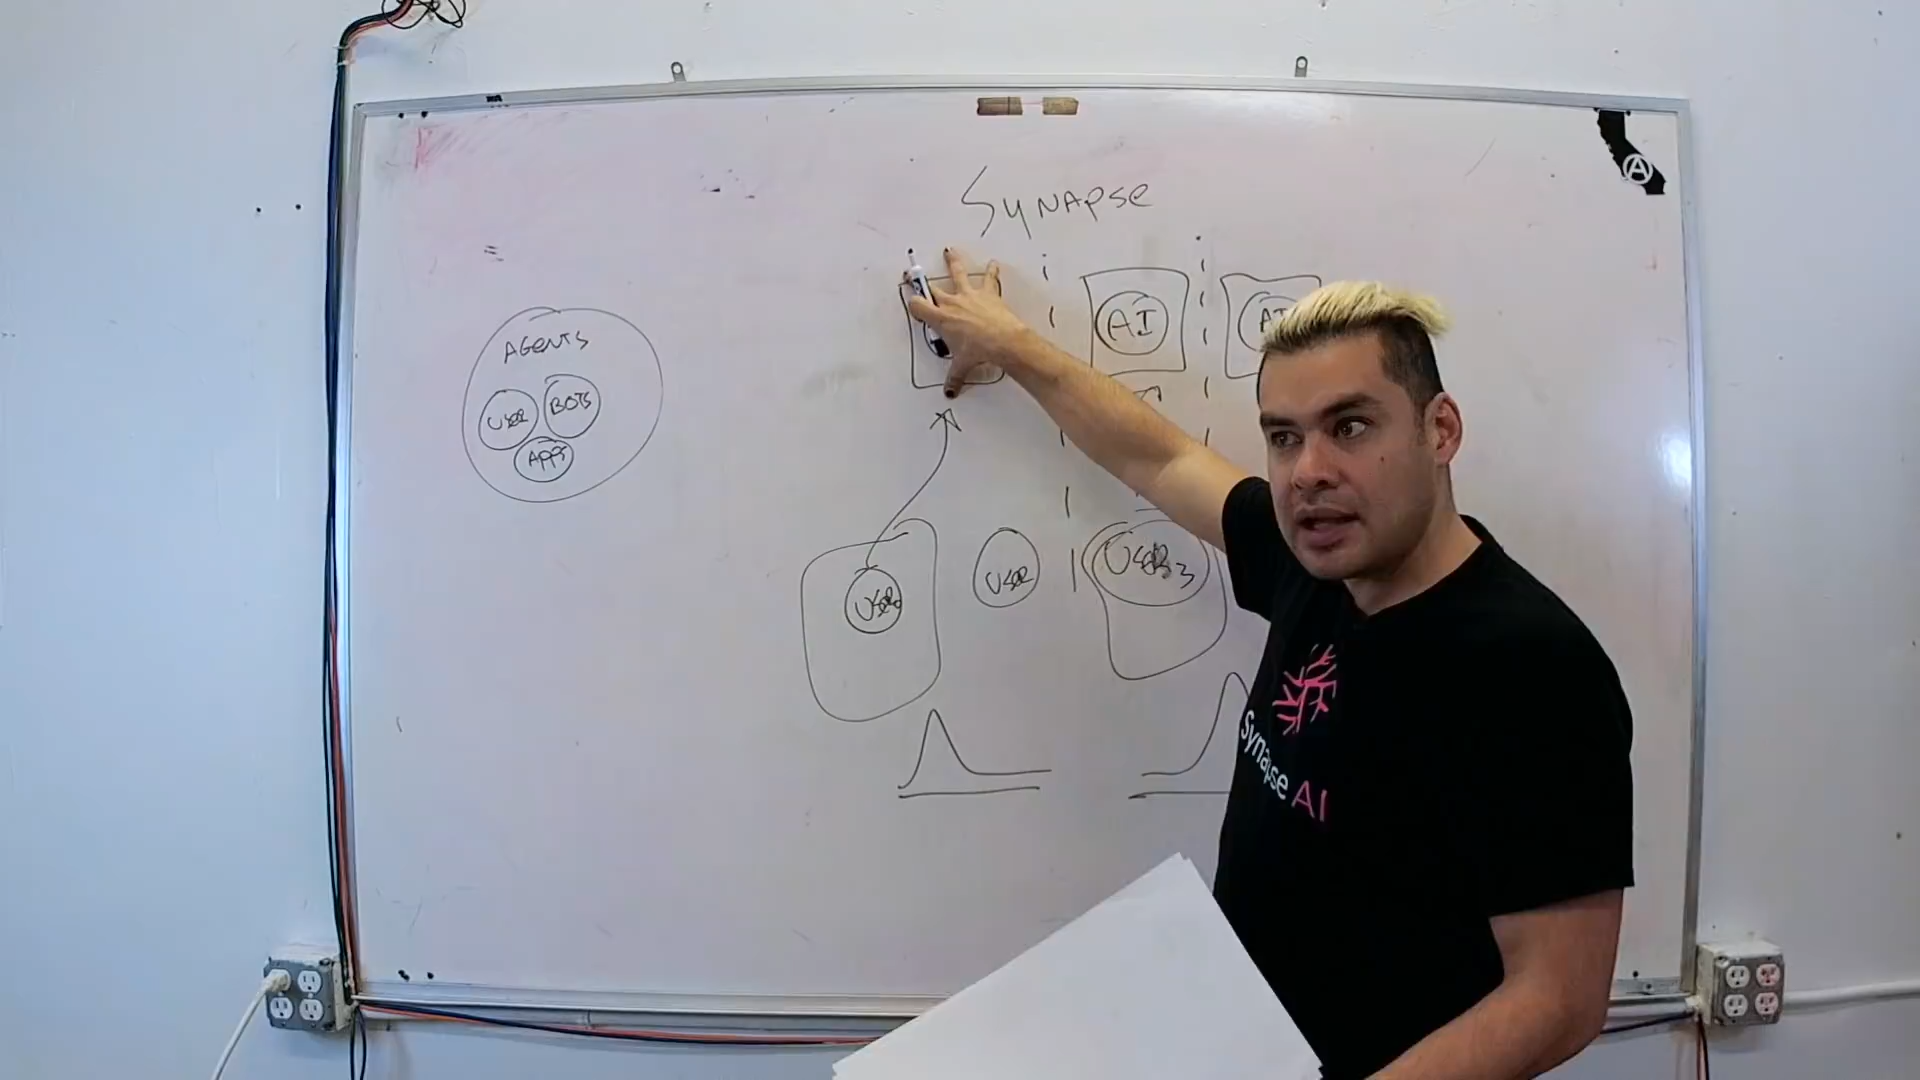 Synapse
AI
AI
AGENTS
User
BOTS
Apps
User
User
Synapse AI
A